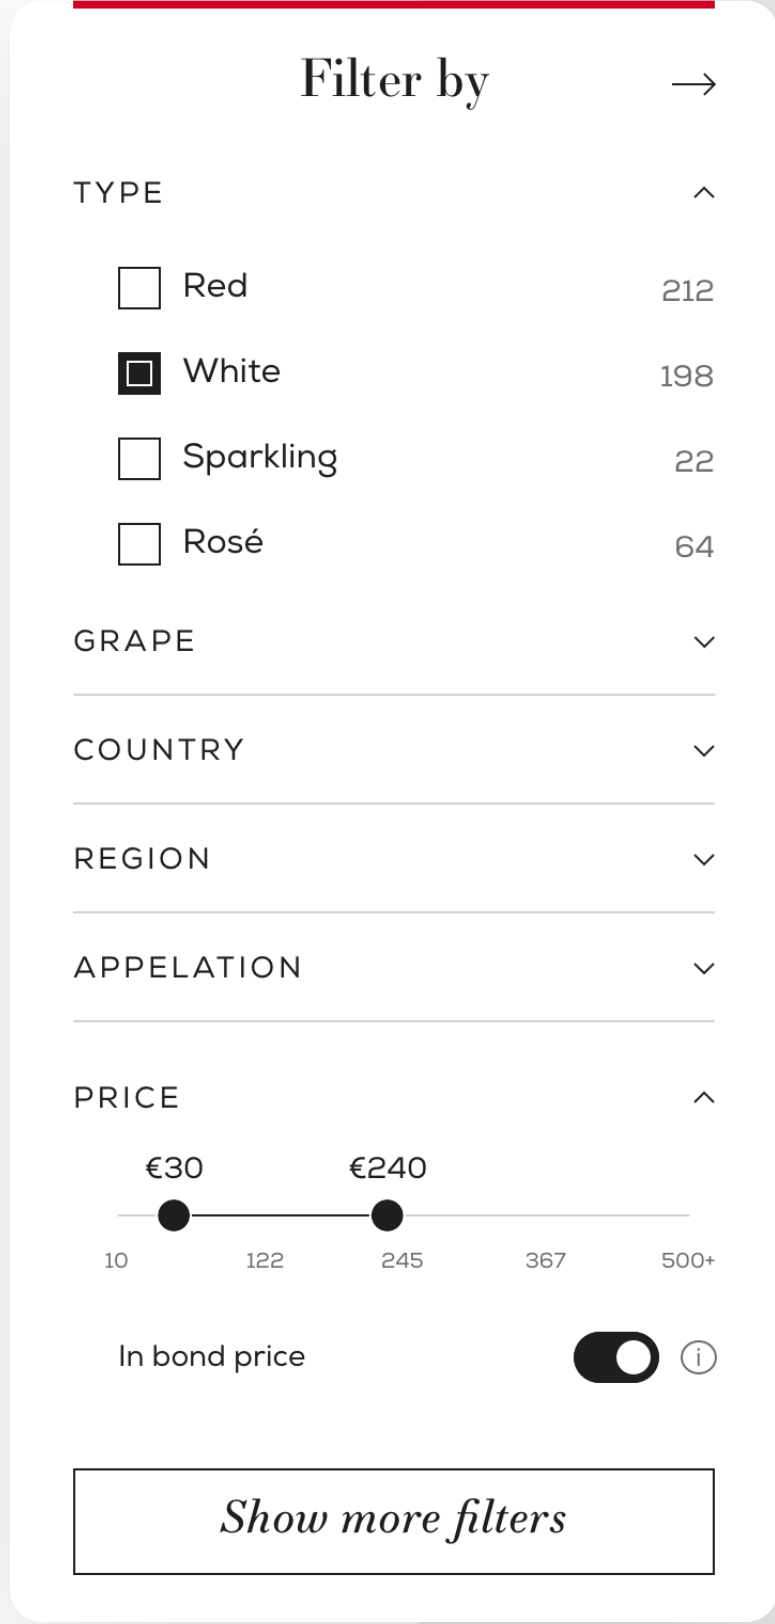 Filter by
TYPE
Red 212
White 198
Sparkling 22
Rosé 64
GRAPE
COUNTRY
REGION
APPELATION
PRICE
€30 €240
10 122 245 367 500+
In bond price i
Show more filters